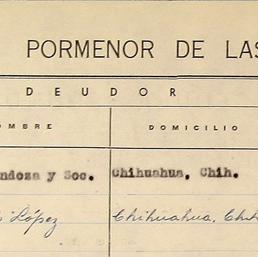 PORMENOR DE LAS
DEUDOR
OMBRE DOMICILIO
ndoza y Soc. Chihuahua, Chih.
López Chihuahua, Chih